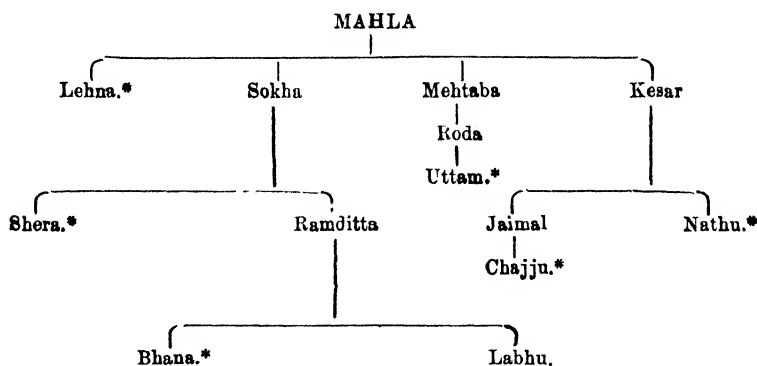 MAHLA
Lehna.* Sokha Mehtaba Kesar
Roda
Uttam.*
Shera.* Ramditta Jaimal Nathu.*
Chajju.*
Bhana.* Labhu.